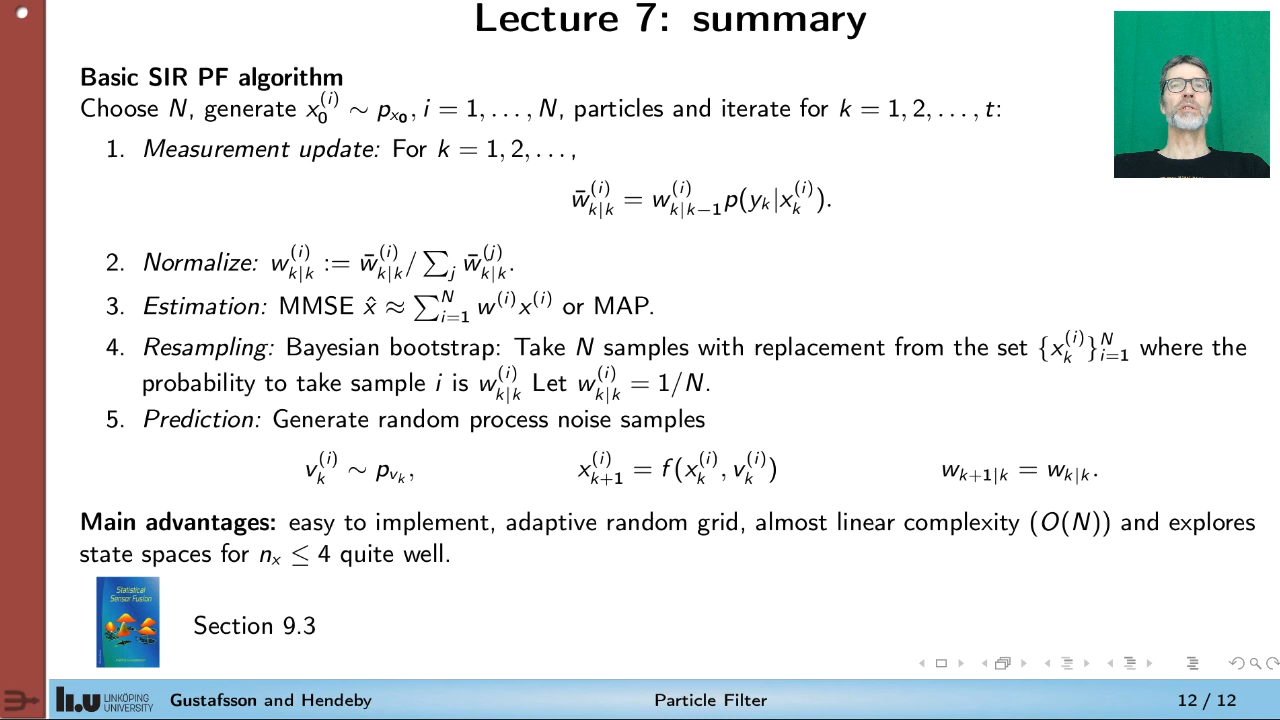 Lecture 7: summary
Basic SIR PF algorithm
Choose N, generate x_0^{(i)} ∼ p_{x_0}, i = 1, . . . , N, particles and iterate for k = 1, 2, . . . , t:
1. Measurement update: For k = 1, 2, . . . ,
w̄_{k|k}^{(i)} = w_{k|k−1}^{(i)} p(y_k|x_k^{(i)}).
2. Normalize: w_{k|k}^{(i)} := w̄_{k|k}^{(i)} / ∑_j w̄_{k|k}^{(j)}.
3. Estimation: MMSE x̂ ≈ ∑_{i=1}^N w^{(i)} x^{(i)} or MAP.
4. Resampling: Bayesian bootstrap: Take N samples with replacement from the set {x_k^{(i)}}_{i=1}^N where the
probability to take sample i is w_{k|k}^{(i)} Let w_{k|k}^{(i)} = 1/N.
5. Prediction: Generate random process noise samples
v_k^{(i)} ∼ p_{v_k}, x_{k+1}^{(i)} = f(x_k^{(i)}, v_k^{(i)}) w_{k+1|k} = w_{k|k}.
Main advantages: easy to implement, adaptive random grid, almost linear complexity (O(N)) and explores
state spaces for n_x ≤ 4 quite well.
Statistical
Sensor Fusion
Section 9.3
li.u LINKÖPING
UNIVERSITY
Gustafsson and Hendeby Particle Filter 12 / 12